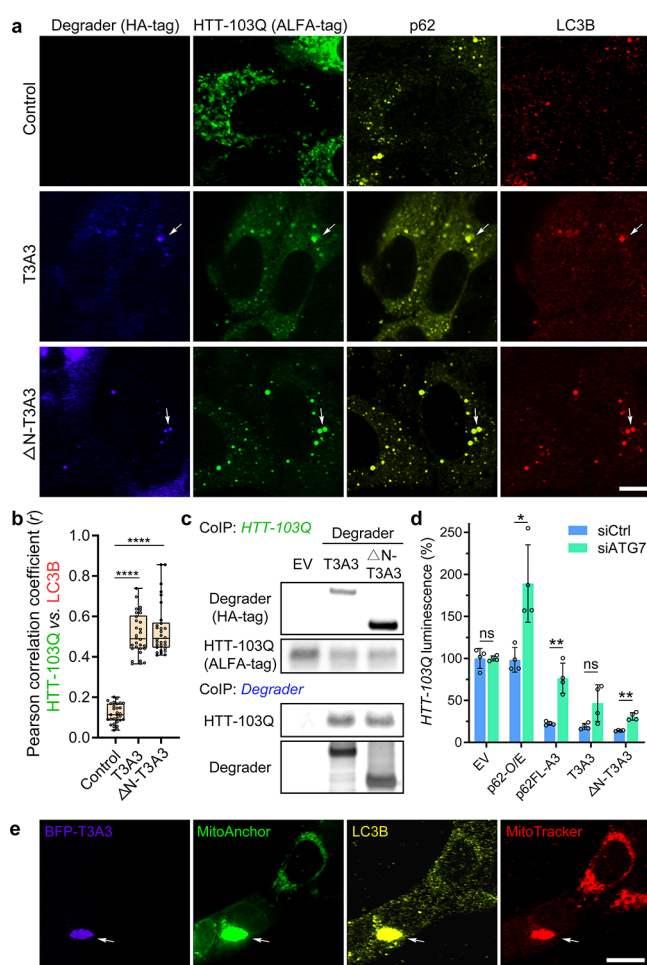 a
Degrader (HA-tag) HTT-103Q (ALFA-tag) p62 LC3B
Control
T3A3
ΔN-T3A3
b
Pearson correlation coefficient (r)
HTT-103Q vs. LC3B
1.0
0.8
0.6
0.4
0.2
0.0
****
****
Control
T3A3
ΔN-T3A3
c
CoIP: HTT-103Q
Degrader
EV T3A3 △N-
T3A3
Degrader
(HA-tag)
HTT-103Q
(ALFA-tag)
CoIP: Degrader
HTT-103Q
Degrader
d
HTT-103Q luminescence (%)
250
200
150
100
50
0
siCtrl
siATG7
ns
*
**
ns
**
EV
p62-O/E
p62FL-A3
T3A3
ΔN-T3A3
e
BFP-T3A3 MitoAnchor LC3B MitoTracker